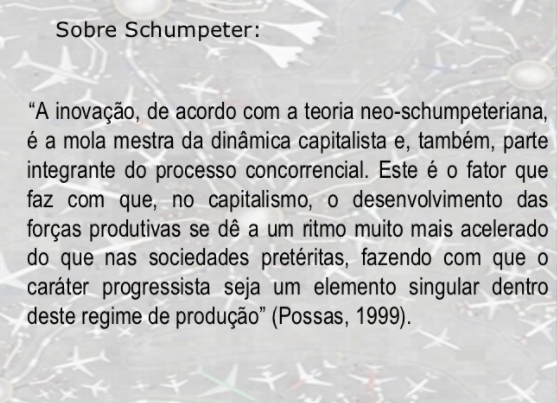 Sobre Schumpeter:
“A inovação, de acordo com a teoria neo-schumpeteriana,
é a mola mestra da dinâmica capitalista e, também, parte
integrante do processo concorrencial. Este é o fator que
faz com que, no capitalismo, o desenvolvimento das
forças produtivas se dê a um ritmo muito mais acelerado
do que nas sociedades pretéritas, fazendo com que o
caráter progressista seja um elemento singular dentro
deste regime de produção” (Possas, 1999).